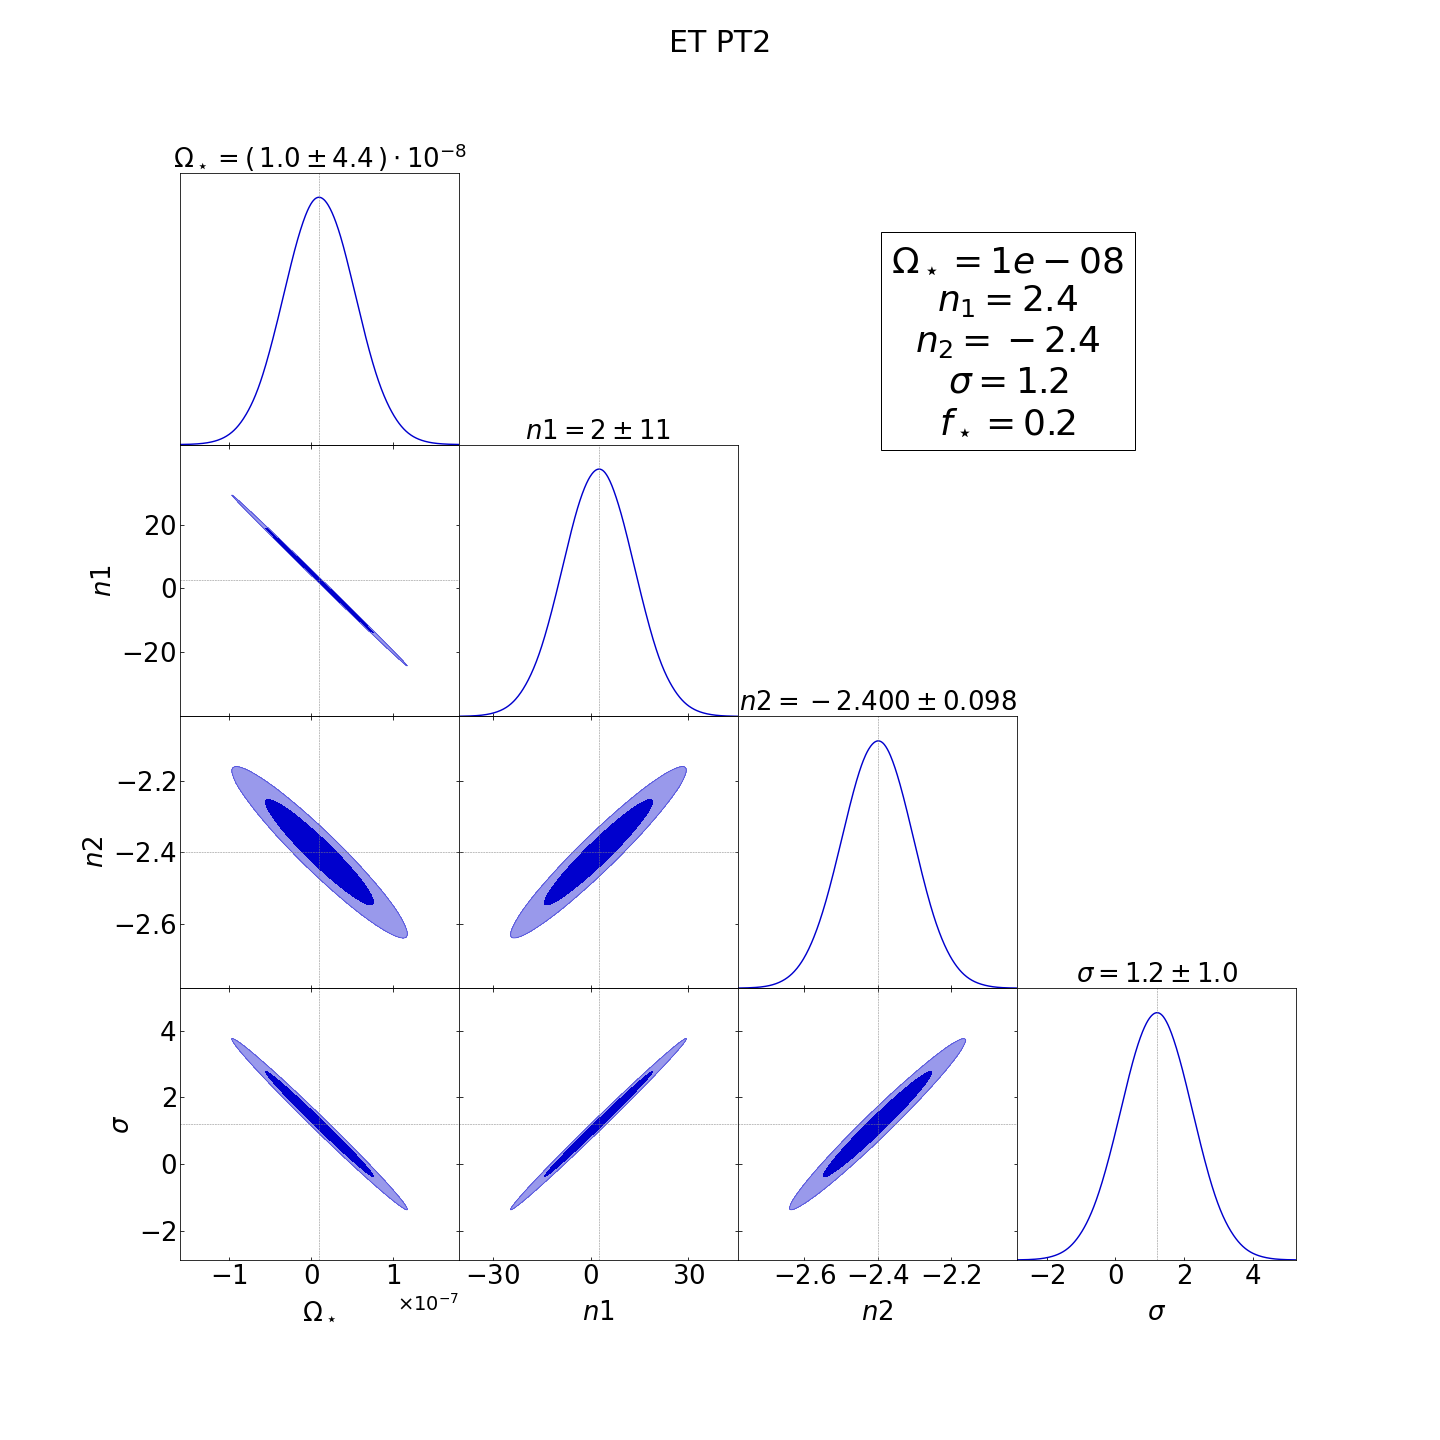 ET PT2
Ω⋆ = (1.0 ± 4.4) · 10⁻⁸
Ω⋆ = 1e − 08
n₁ = 2.4
n₂ = −2.4
σ = 1.2
f⋆ = 0.2
n1 = 2 ± 11
20
0
−20
n1
n2 = −2.400 ± 0.098
−2.2
−2.4
−2.6
n2
σ = 1.2 ± 1.0
4
2
0
−2
σ
−1 0 1 −30 0 30 −2.6 −2.4 −2.2 −2 0 2 4
×10⁻⁷
Ω⋆ n1 n2 σ